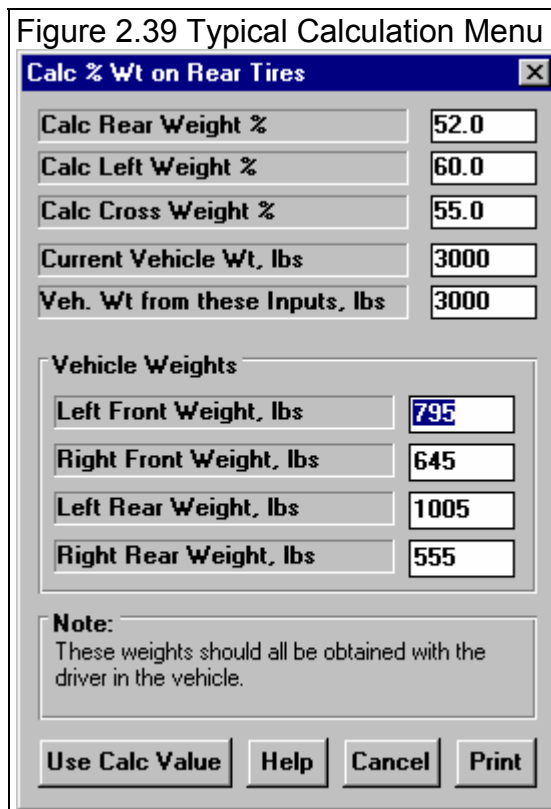 Figure 2.39 Typical Calculation Menu
Calc % Wt on Rear Tires
Calc Rear Weight % 52.0
Calc Left Weight % 60.0
Calc Cross Weight % 55.0
Current Vehicle Wt, lbs 3000
Veh. Wt from these Inputs, lbs 3000
Vehicle Weights
Left Front Weight, lbs 795
Right Front Weight, lbs 645
Left Rear Weight, lbs 1005
Right Rear Weight, lbs 555
Note:
These weights should all be obtained with the
driver in the vehicle.
Use Calc Value Help Cancel Print